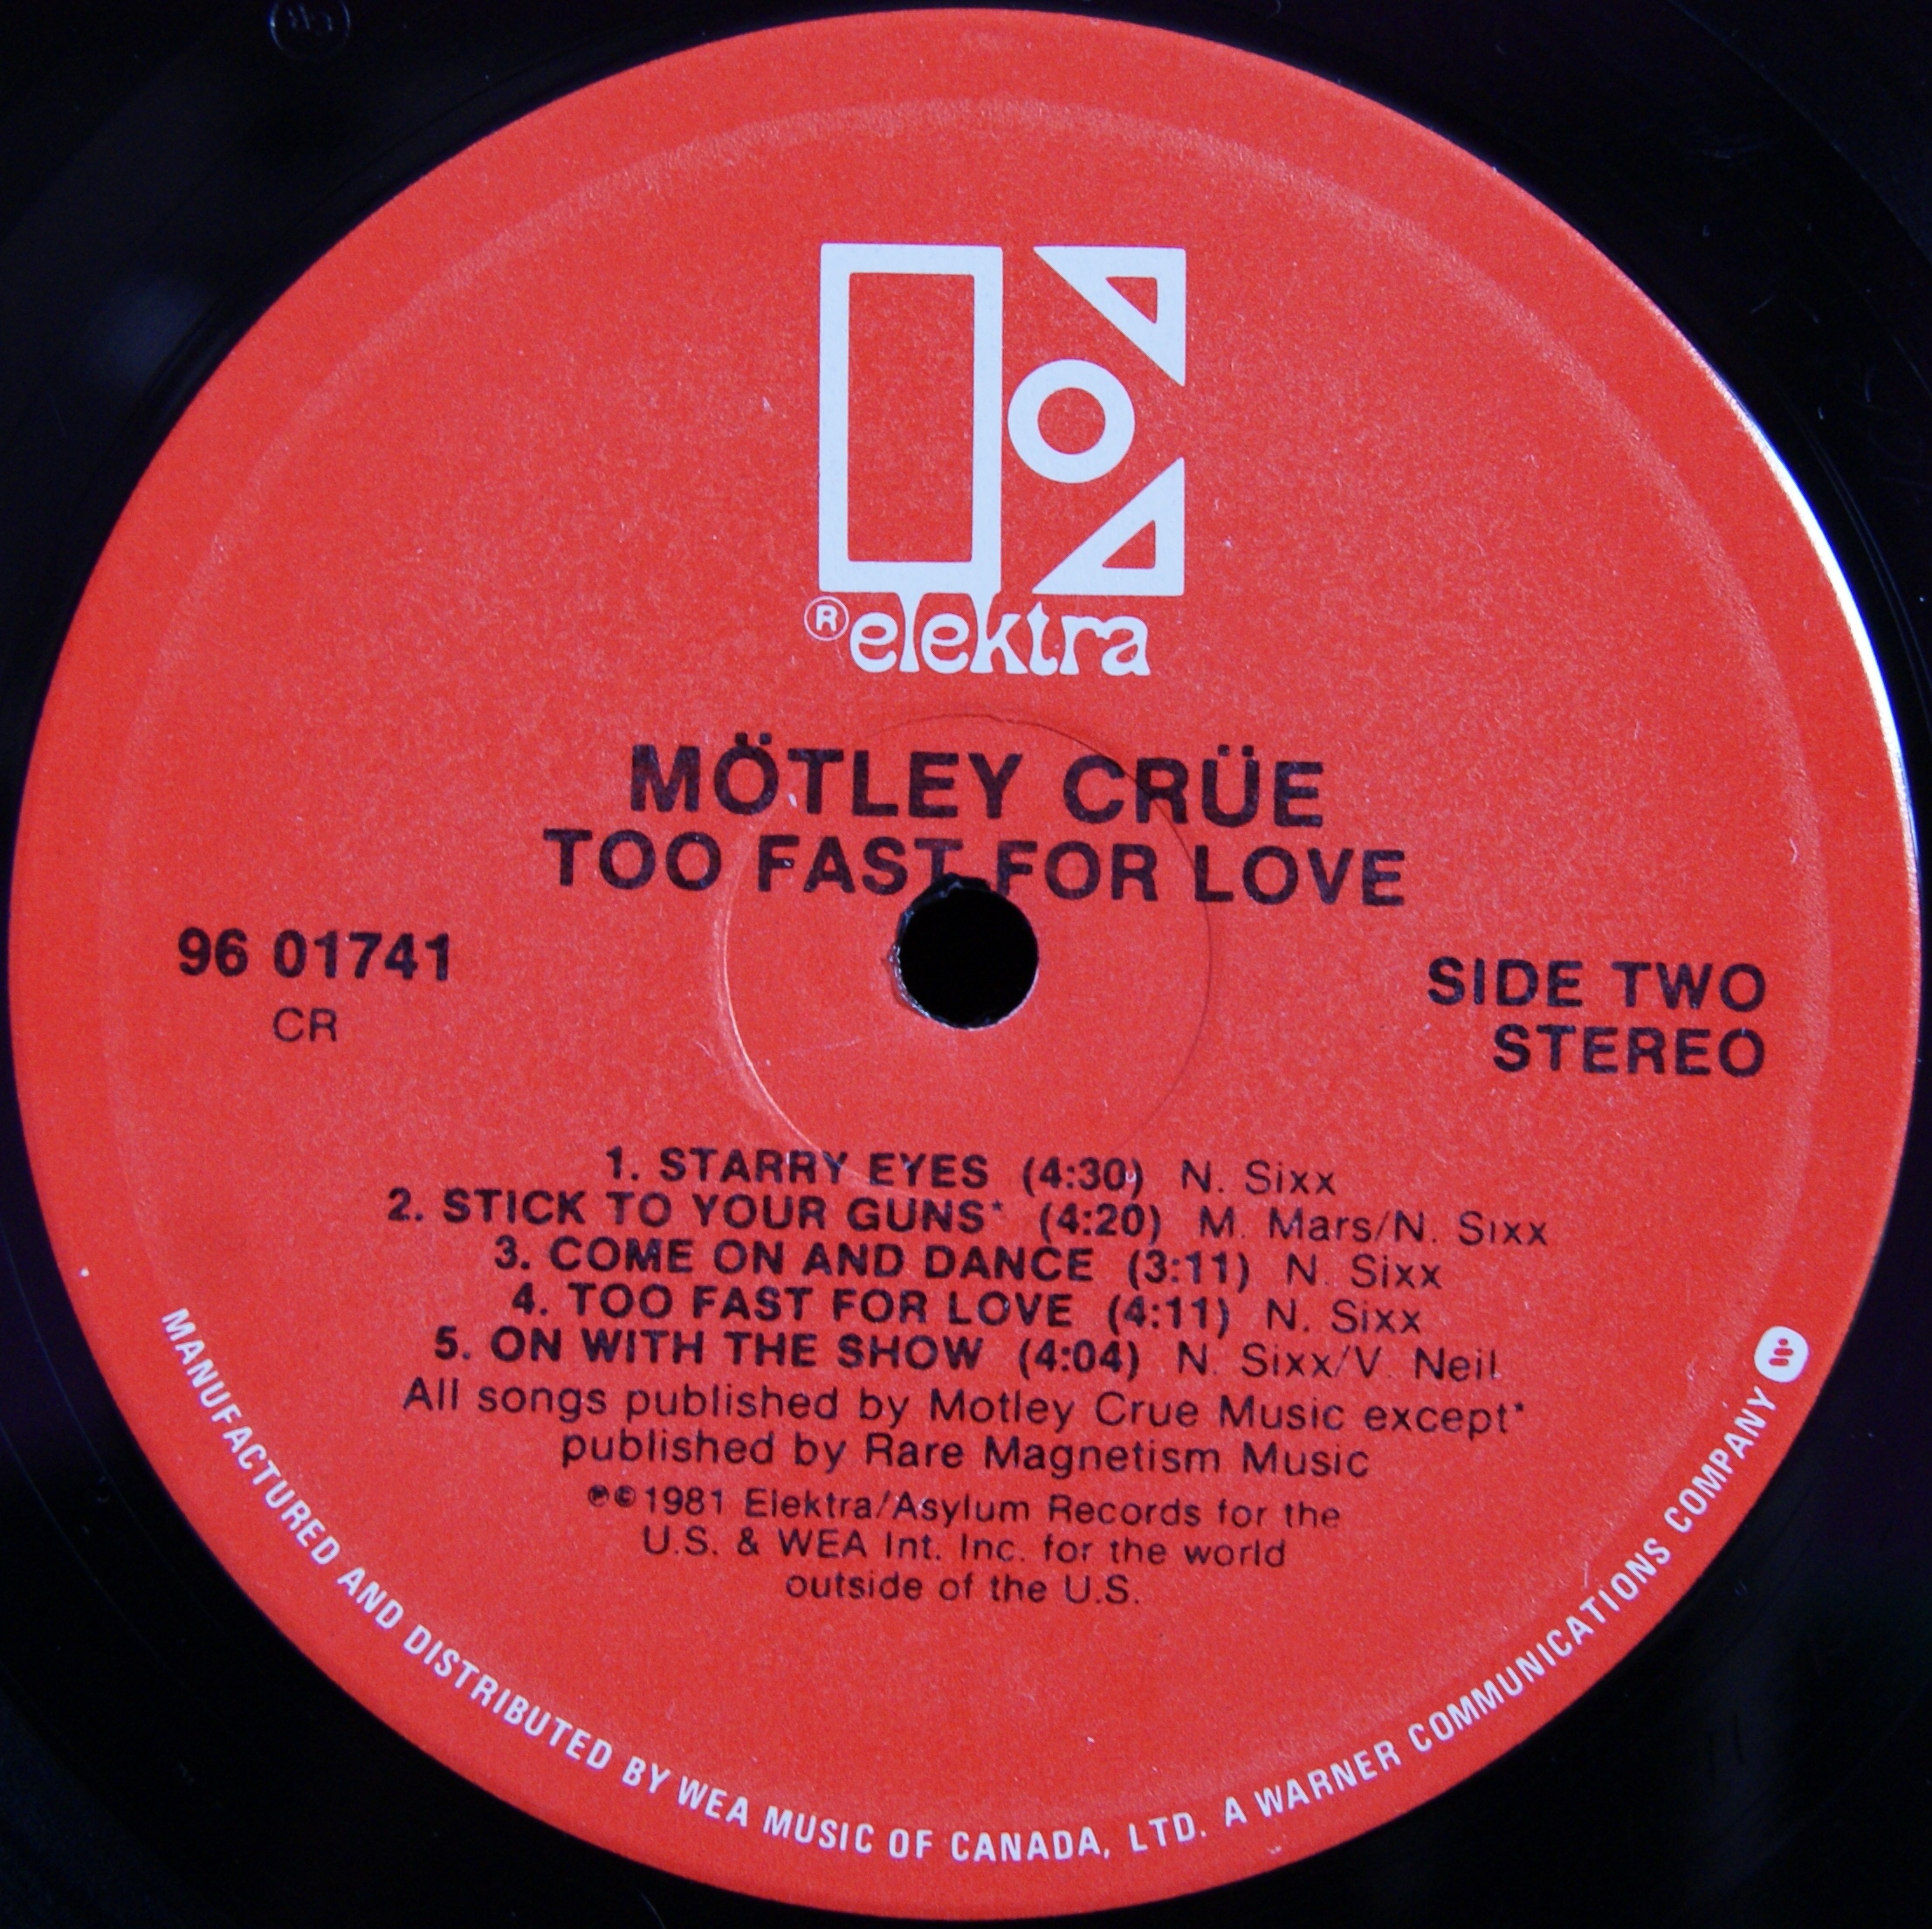 ® elektra
MÖTLEY CRÜE
TOO FAST FOR LOVE
96 01741
CR
SIDE TWO
STEREO
1. STARRY EYES (4:30) N. Sixx
2. STICK TO YOUR GUNS* (4:20) M. Mars/N. Sixx
3. COME ON AND DANCE (3:11) N. Sixx
4. TOO FAST FOR LOVE (4:11) N. Sixx
5. ON WITH THE SHOW (4:04) N. Sixx/V. Neil
All songs published by Motley Crue Music except*
published by Rare Magnetism Music
℗©1981 Elektra/Asylum Records for the
U.S. & WEA Int. Inc. for the world
outside of the U.S.
MANUFACTURED AND DISTRIBUTED BY WEA MUSIC OF CANADA, LTD. A WARNER COMMUNICATIONS COMPANY